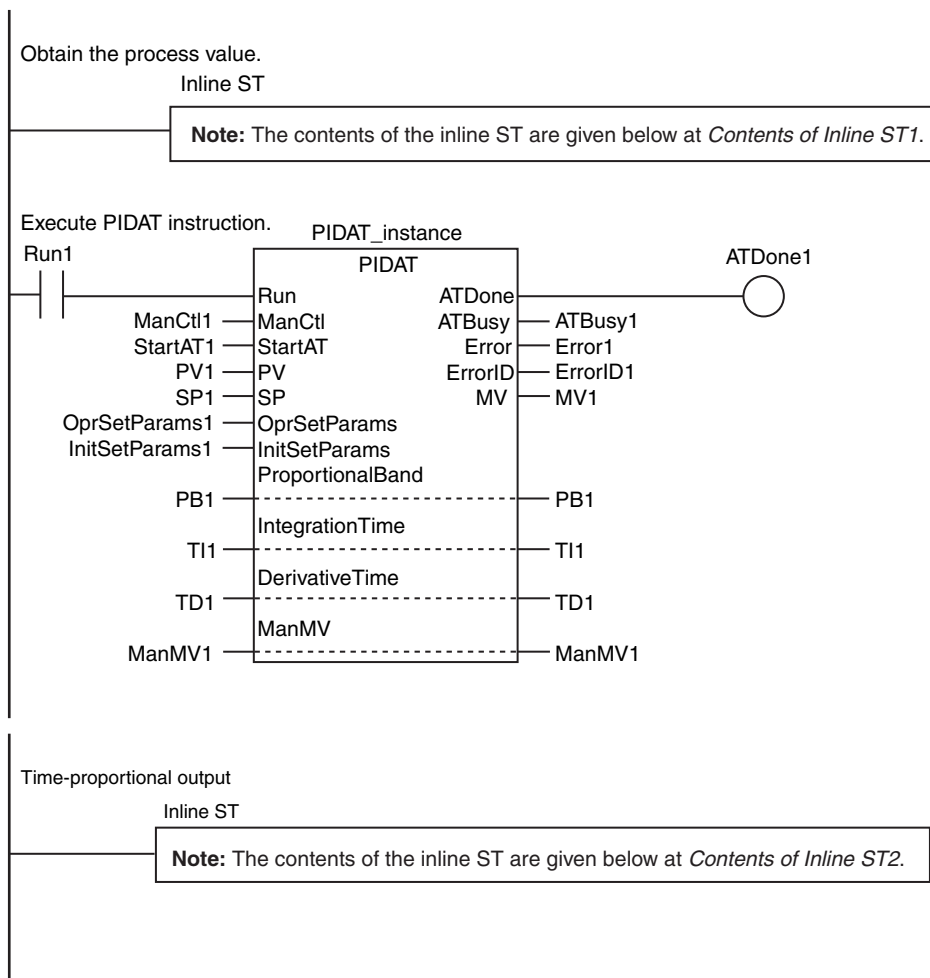 Obtain the process value.
Inline ST
Note: The contents of the inline ST are given below at Contents of Inline ST1.
Execute PIDAT instruction.
PIDAT_instance
Run1
PIDAT
ATDone1
Run
ATDone
ManCtl1
ManCtl
ATBusy
ATBusy1
StartAT1
StartAT
Error
Error1
PV1
PV
ErrorID
ErrorID1
SP1
SP
MV
MV1
OprSetParams1
OprSetParams
InitSetParams1
InitSetParams
ProportionalBand
PB1
PB1
IntegrationTime
TI1
TI1
DerivativeTime
TD1
TD1
ManMV
ManMV1
ManMV1
Time-proportional output
Inline ST
Note: The contents of the inline ST are given below at Contents of Inline ST2.